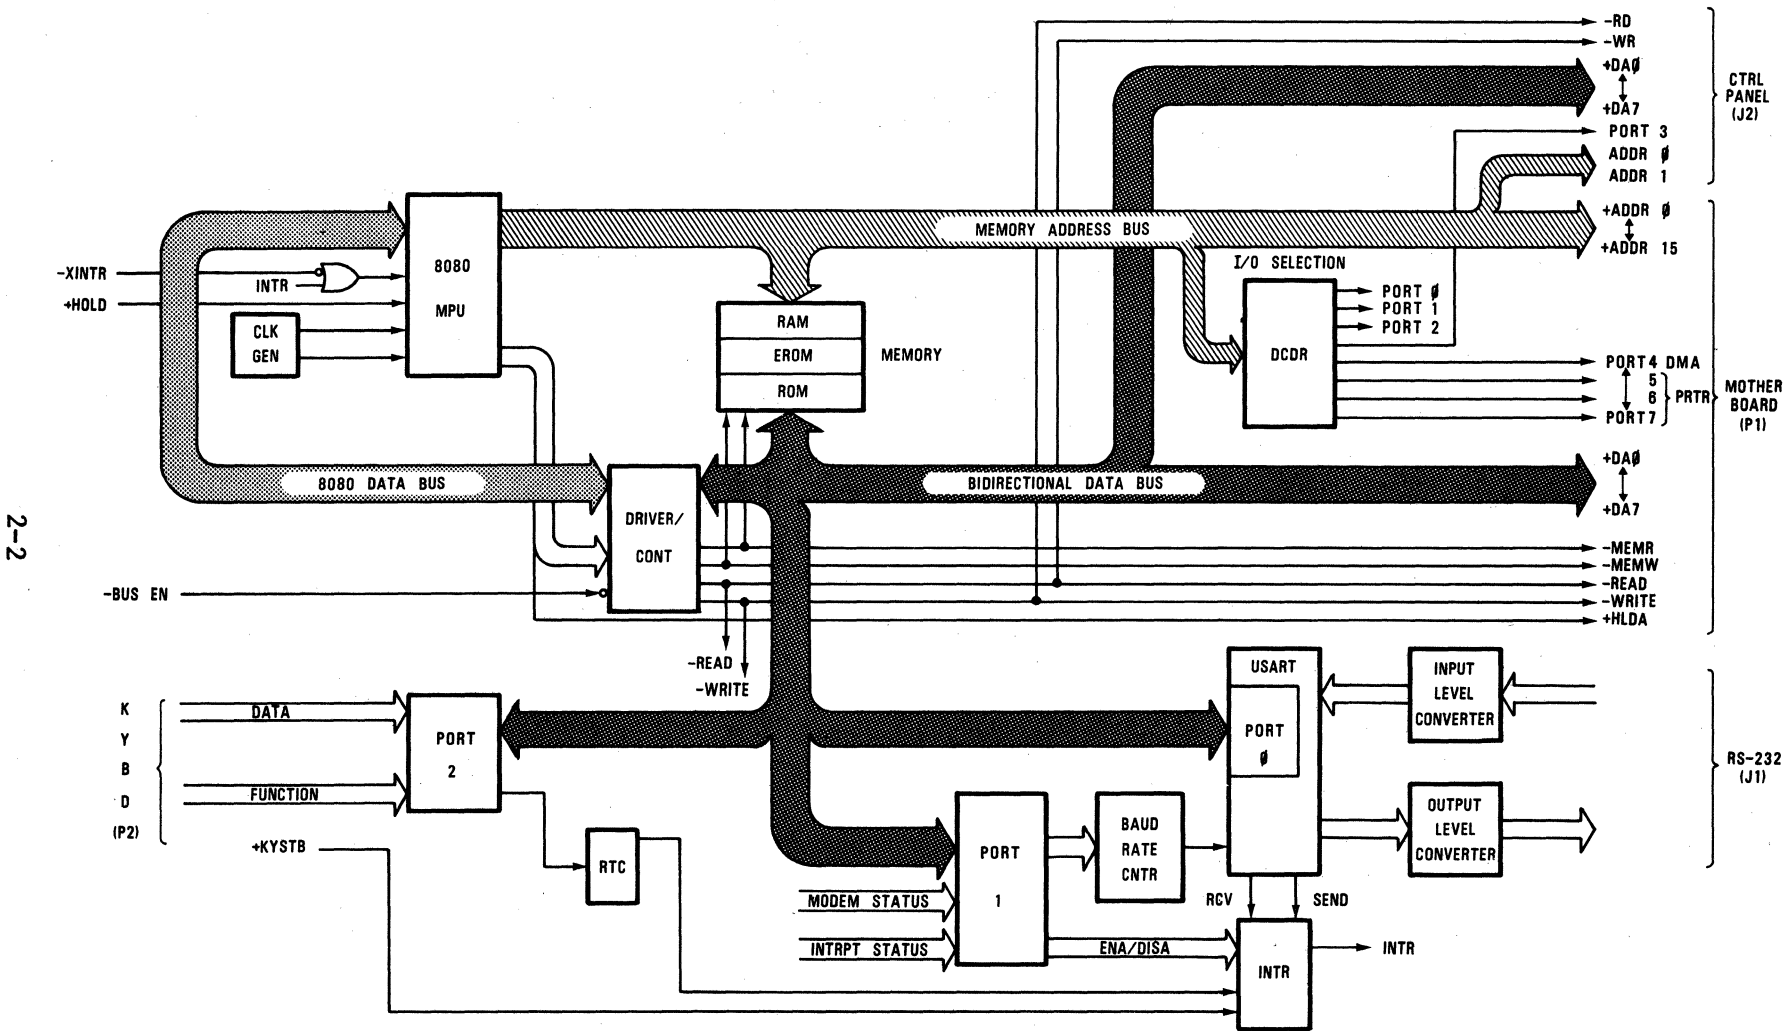 -RD
-WR
+DAØ
+DA7
CTRL
PANEL
(J2)
PORT 3
ADDR Ø
ADDR 1
+ADDR Ø
+ADDR 15
MEMORY ADDRESS BUS
8080
MPU
-XINTR
INTR
+HOLD
CLK
GEN
I/O SELECTION
PORT Ø
PORT 1
PORT 2
DCDR
RAM
EROM
ROM
MEMORY
PORT4 DMA
5
6
PORT7
PRTR
MOTHER
BOARD
(P1)
8080 DATA BUS
BIDIRECTIONAL DATA BUS
+DAØ
+DA7
DRIVER/
CONT
2-2
-MEMR
-MEMW
-READ
-WRITE
+HLDA
-BUS EN
-READ
-WRITE
K
Y
B
D
(P2)
DATA
FUNCTION
PORT
2
+KYSTB
RTC
USART
PORT
Ø
INPUT
LEVEL
CONVERTER
OUTPUT
LEVEL
CONVERTER
RS-232
(J1)
PORT
1
BAUD
RATE
CNTR
MODEM STATUS
INTRPT STATUS
ENA/DISA
RCV
SEND
INTR
INTR